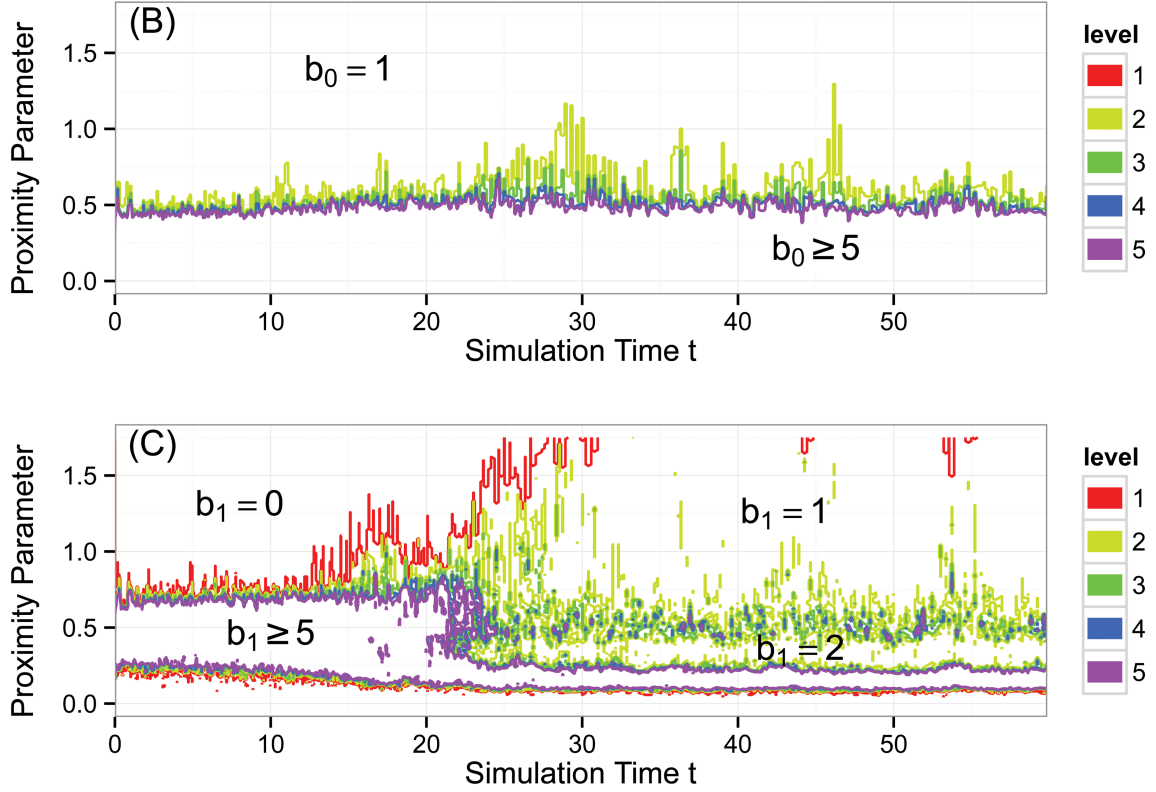 (B)
1.5
1.0
0.5
0.0
Proximity Parameter
b₀ = 1
b₀ ≥ 5
0 10 20 30 40 50
Simulation Time t
level
1
2
3
4
5
(C)
1.5
1.0
0.5
0.0
Proximity Parameter
b₁ = 0
b₁ = 1
b₁ ≥ 5
b₁ = 2
0 10 20 30 40 50
Simulation Time t
level
1
2
3
4
5